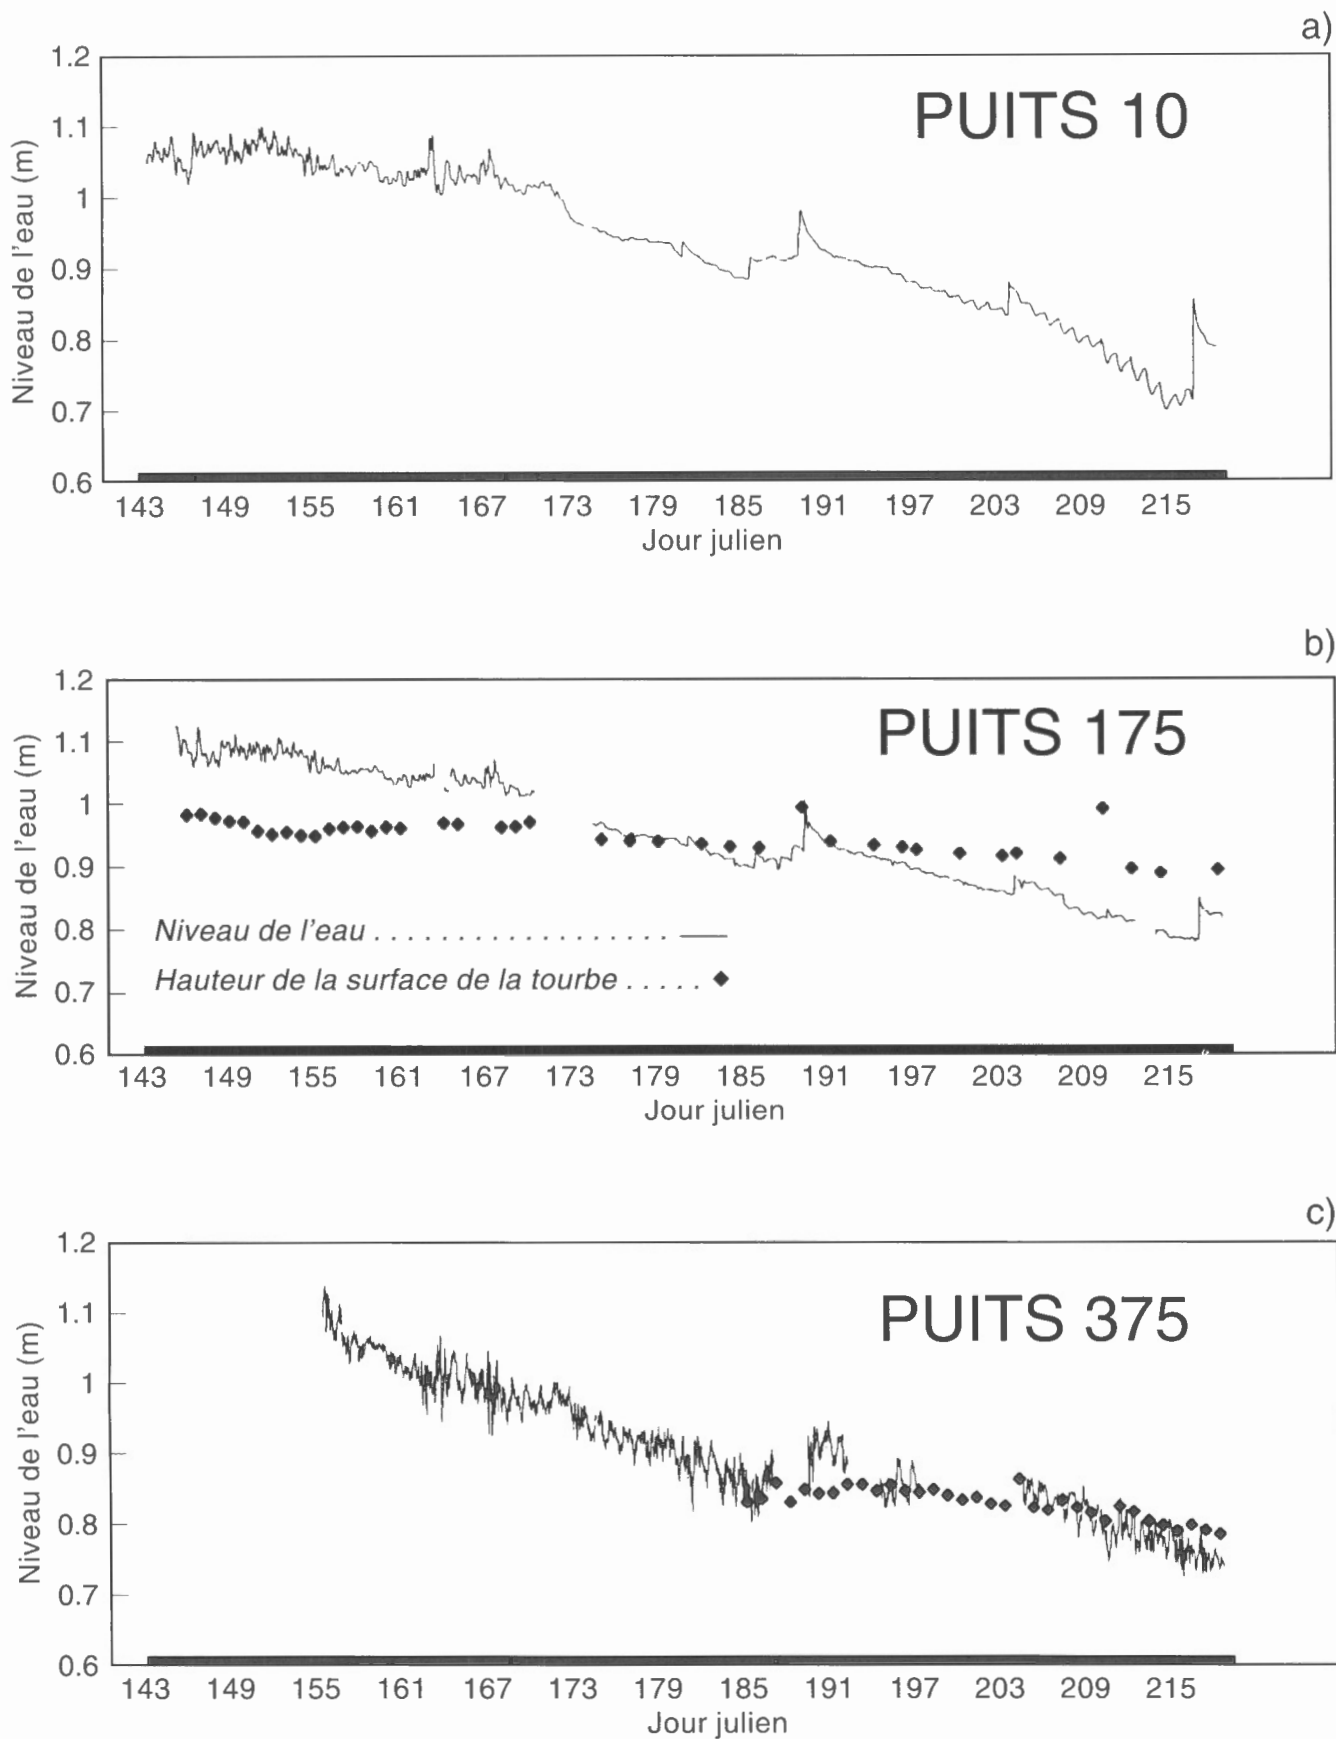 a)
1.2
PUITS 10
1.1
1
0.9
0.8
0.7
0.6
Niveau de l'eau (m)
143 149 155 161 167 173 179 185 191 197 203 209 215
Jour julien
b)
1.2
PUITS 175
1.1
1
0.9
0.8
0.7
0.6
Niveau de l'eau (m)
Niveau de l'eau . . . . . . . . . . . . . . . . . . .
Hauteur de la surface de la tourbe . . . . .
143 149 155 161 167 173 179 185 191 197 203 209 215
Jour julien
c)
1.2
PUITS 375
1.1
1
0.9
0.8
0.7
0.6
Niveau de l'eau (m)
143 149 155 161 167 173 179 185 191 197 203 209 215
Jour julien